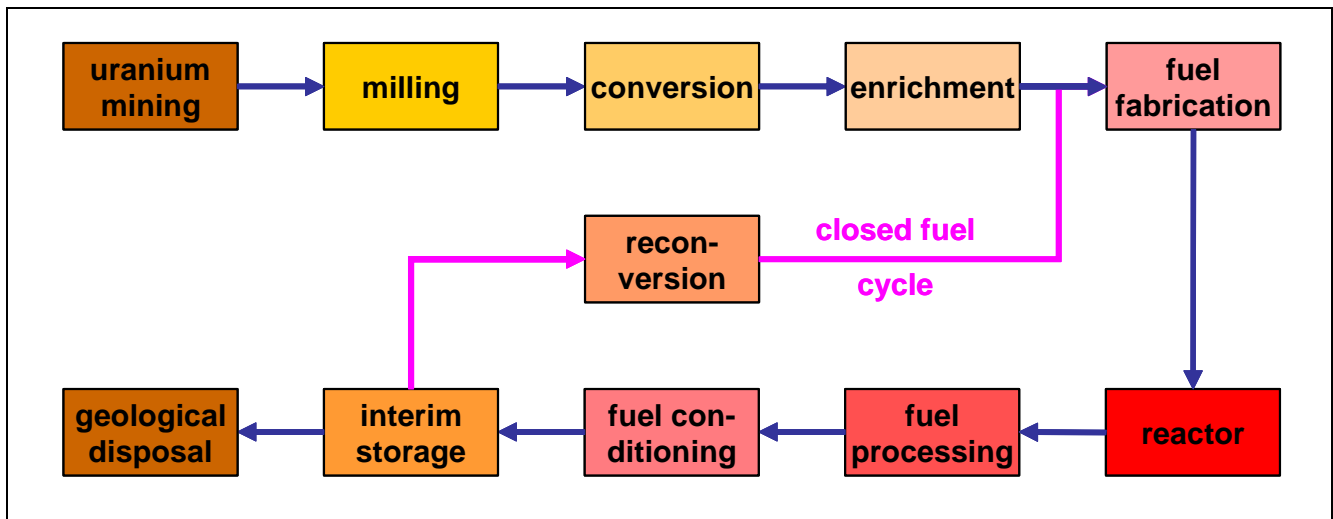 uranium
mining
milling
conversion
enrichment
fuel
fabrication
recon-
version
closed fuel
cycle
geological
disposal
interim
storage
fuel con-
ditioning
fuel
processing
reactor